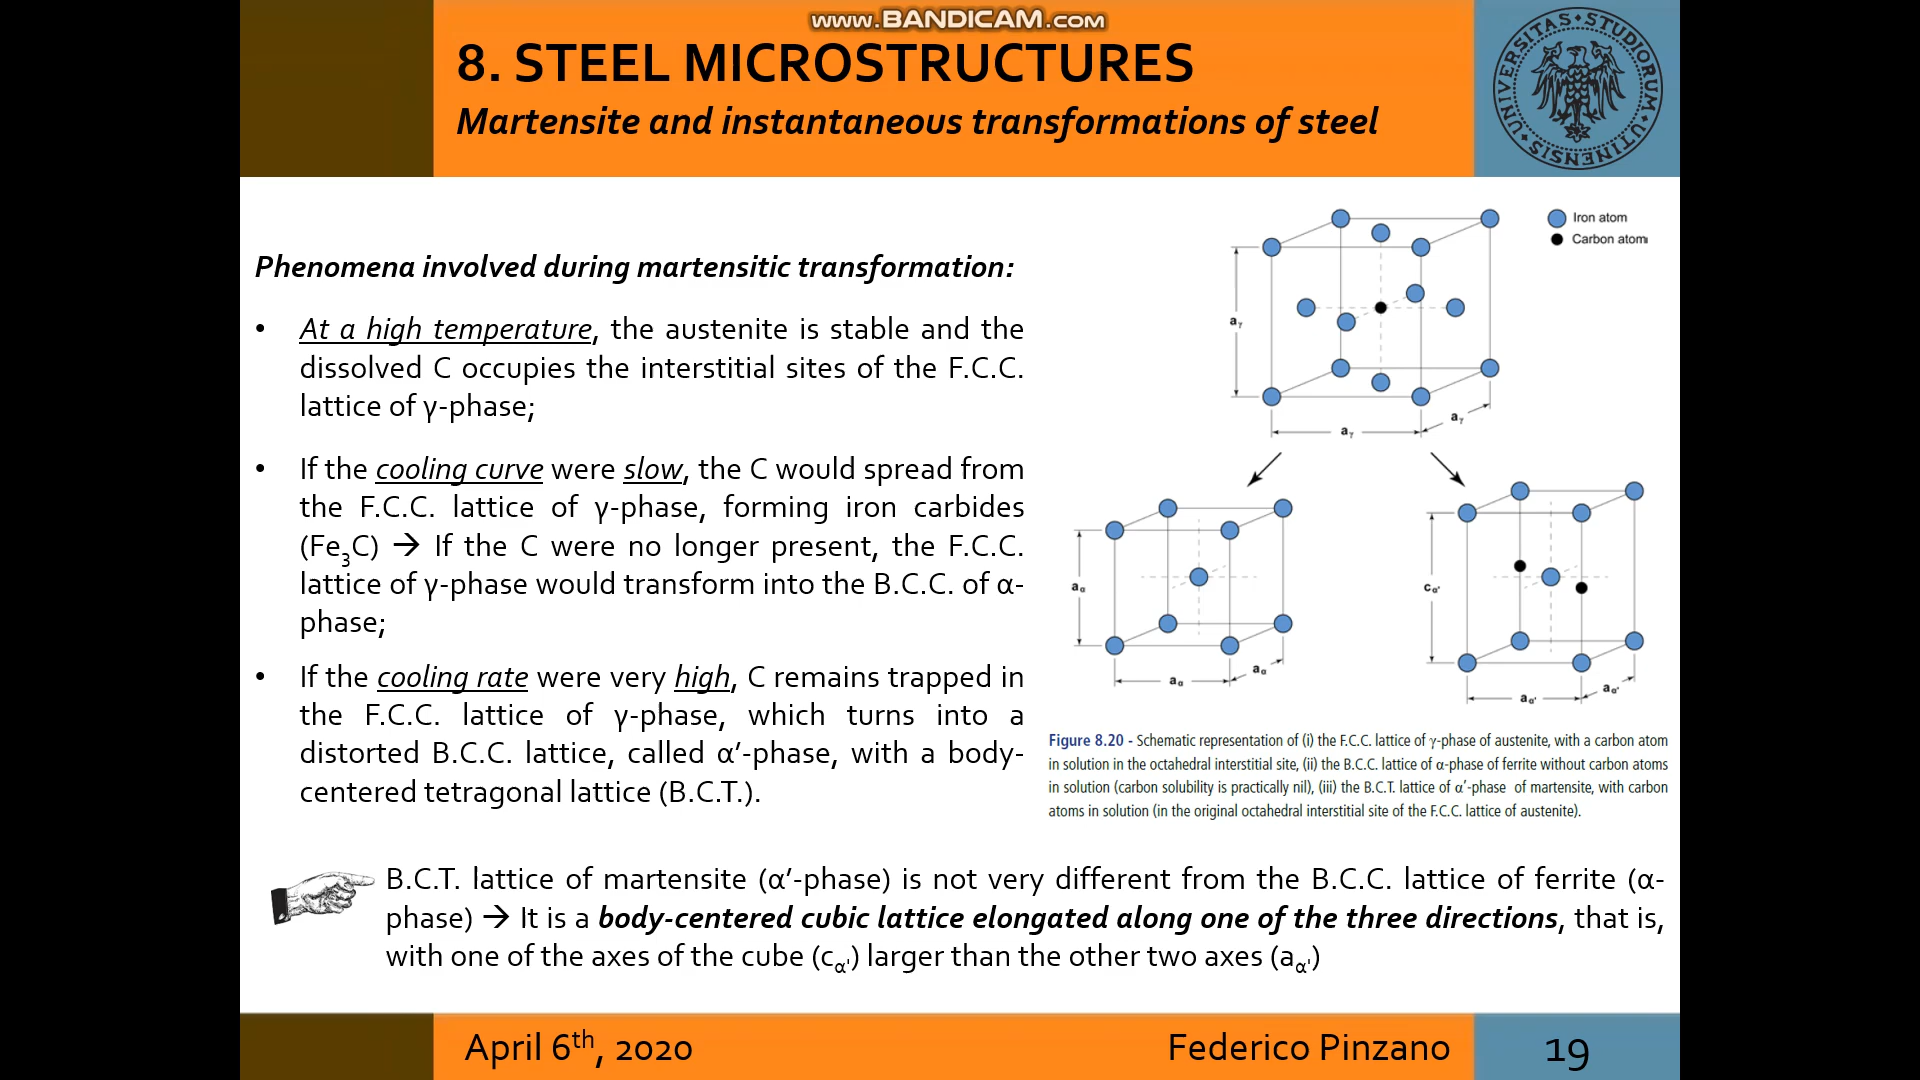 www.BANDICAM.com
8. STEEL MICROSTRUCTURES
Martensite and instantaneous transformations of steel
UNIVERSITAS • STUDIORUM • UTINENSIS
Phenomena involved during martensitic transformation:
• At a high temperature, the austenite is stable and the
dissolved C occupies the interstitial sites of the F.C.C.
lattice of γ-phase;
• If the cooling curve were slow, the C would spread from
the F.C.C. lattice of γ-phase, forming iron carbides
(Fe3C) → If the C were no longer present, the F.C.C.
lattice of γ-phase would transform into the B.C.C. of α-
phase;
• If the cooling rate were very high, C remains trapped in
the F.C.C. lattice of γ-phase, which turns into a
distorted B.C.C. lattice, called α′-phase, with a body-
centered tetragonal lattice (B.C.T.).
Iron atom
Carbon atom
aγ
aγ
aγ
aα
aα
aα
cα'
aα'
aα'
Figure 8.20 - Schematic representation of (i) the F.C.C. lattice of γ-phase of austenite, with a carbon atom
in solution in the octahedral interstitial site, (ii) the B.C.C. lattice of α-phase of ferrite without carbon atoms
in solution (carbon solubility is practically nil), (iii) the B.C.T. lattice of α′-phase of martensite, with carbon
atoms in solution (in the original octahedral interstitial site of the F.C.C. lattice of austenite).
B.C.T. lattice of martensite (α′-phase) is not very different from the B.C.C. lattice of ferrite (α-
phase) → It is a body-centered cubic lattice elongated along one of the three directions, that is,
with one of the axes of the cube (cα') larger than the other two axes (aα')
April 6th, 2020
Federico Pinzano
19